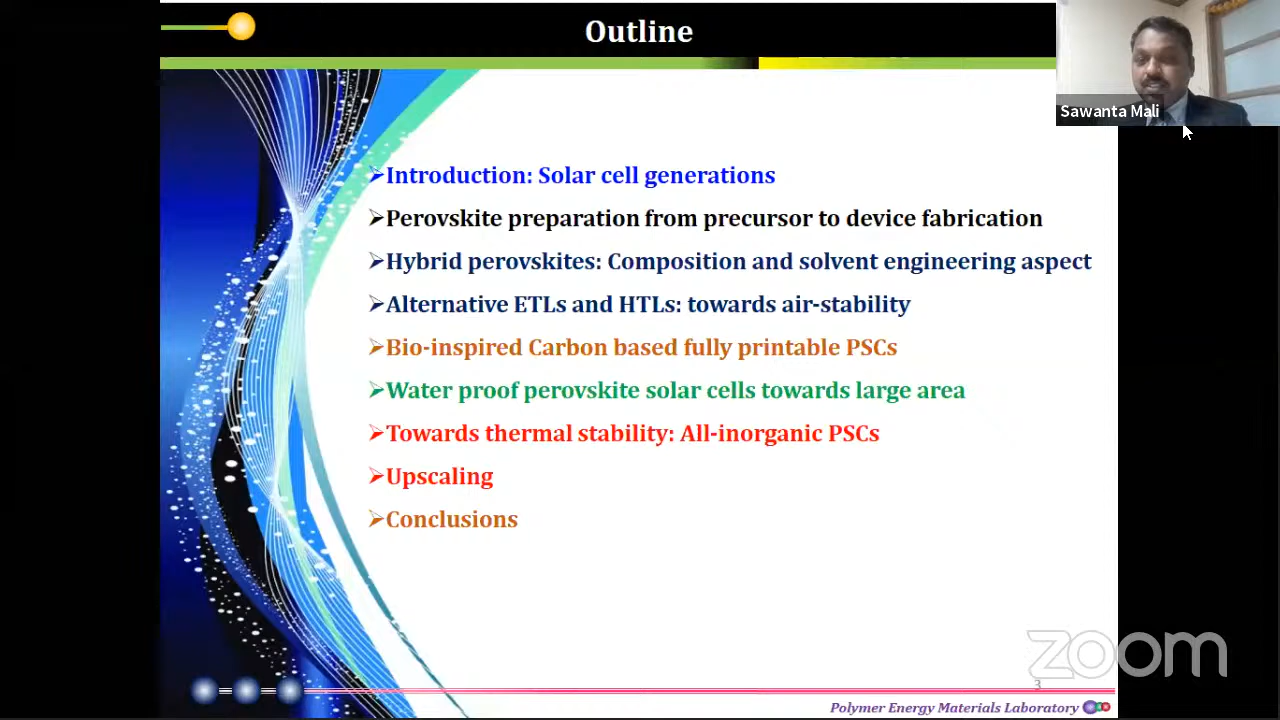 Outline
Sawanta Mali
Introduction: Solar cell generations
Perovskite preparation from precursor to device fabrication
Hybrid perovskites: Composition and solvent engineering aspect
Alternative ETLs and HTLs: towards air-stability
Bio-inspired Carbon based fully printable PSCs
Water proof perovskite solar cells towards large area
Towards thermal stability: All-inorganic PSCs
Upscaling
Conclusions
zoom
3
Polymer Energy Materials Laboratory